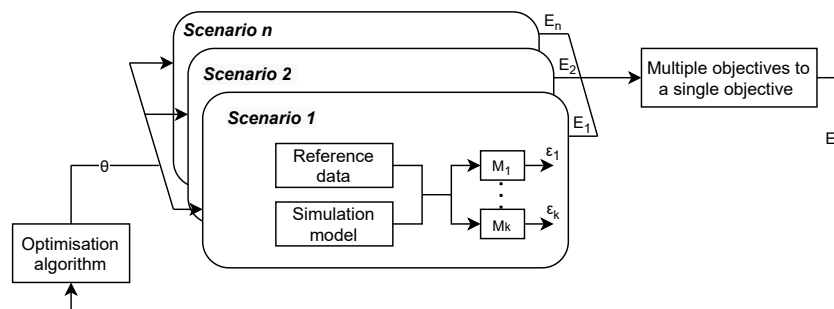 Scenario n
E_n
Scenario 2
E_2
Multiple objectives to
a single objective
Scenario 1
E_1
E
Reference
data
M_1
ε_1
θ
Simulation
model
M_k
ε_k
Optimisation
algorithm